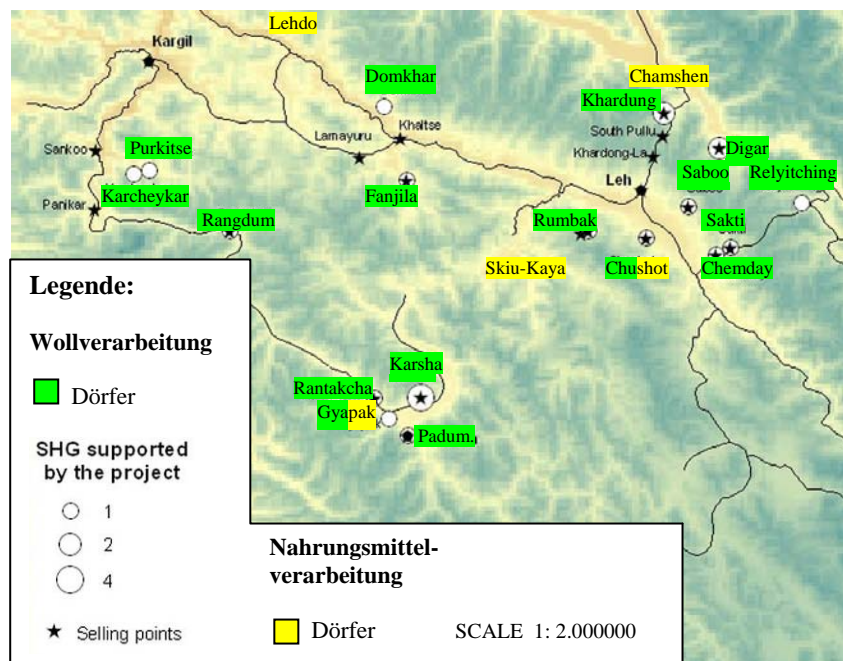 Lehdo
Kargil
Domkhar
Chamshen
Khardung
South Pullu
Khaltse
Lamayuru
Sankoo
Purkitse
Khardong-La
Digar
Saboo
Relyitching
Karcheykar
Fanjila
Leh
Panikar
Rangdum
Rumbak
Sakti
Skiu-Kaya
Chushot
Chemday
Karsha
Rantakcha
Gyapak
Padum.
Legende:
Wollverarbeitung
Dörfer
SHG supported
by the project
1
2
4
Selling points
Nahrungsmittel-
verarbeitung
Dörfer
SCALE 1: 2.000000